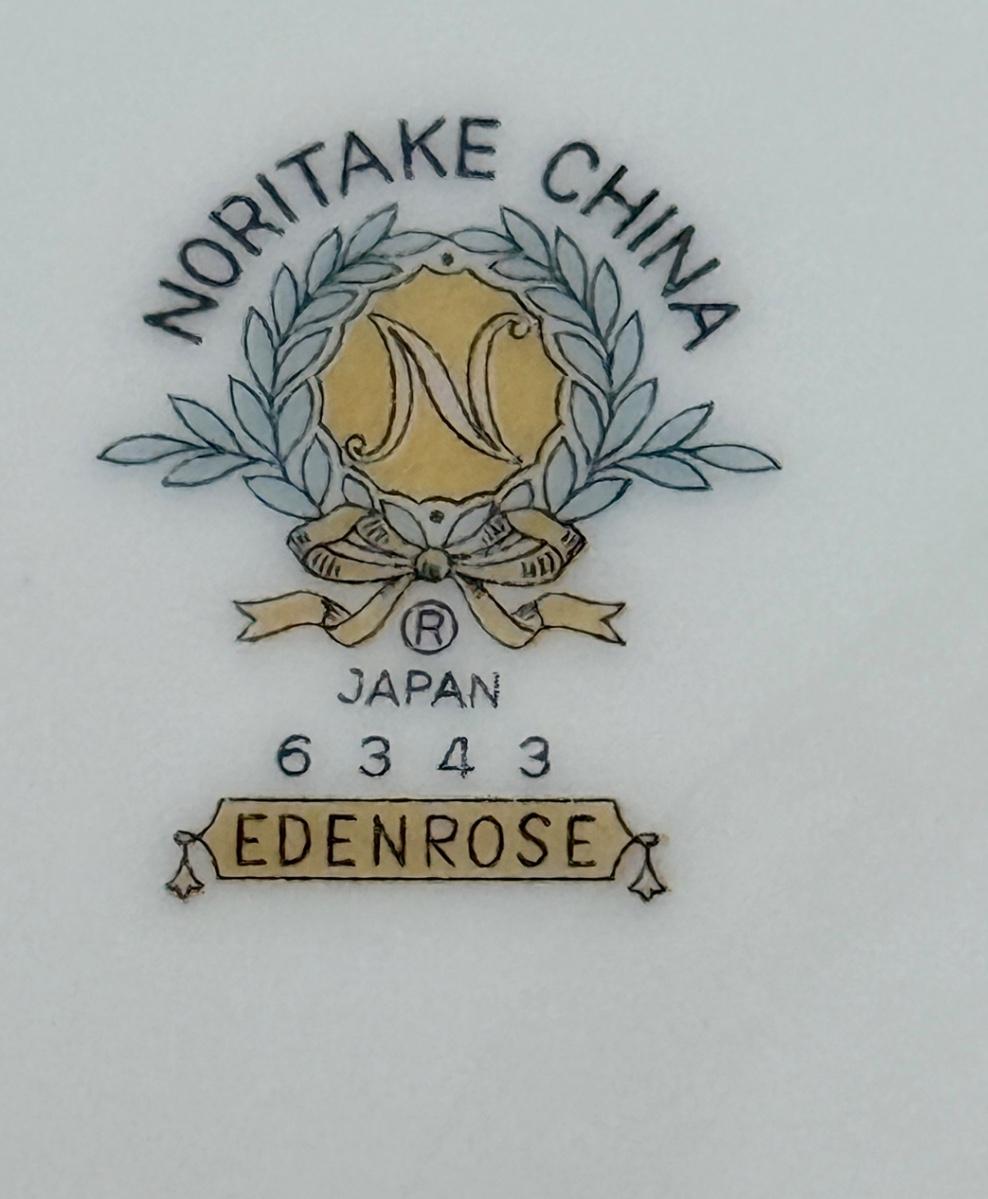 NORITAKE CHINA
N
®
JAPAN
6343
EDENROSE